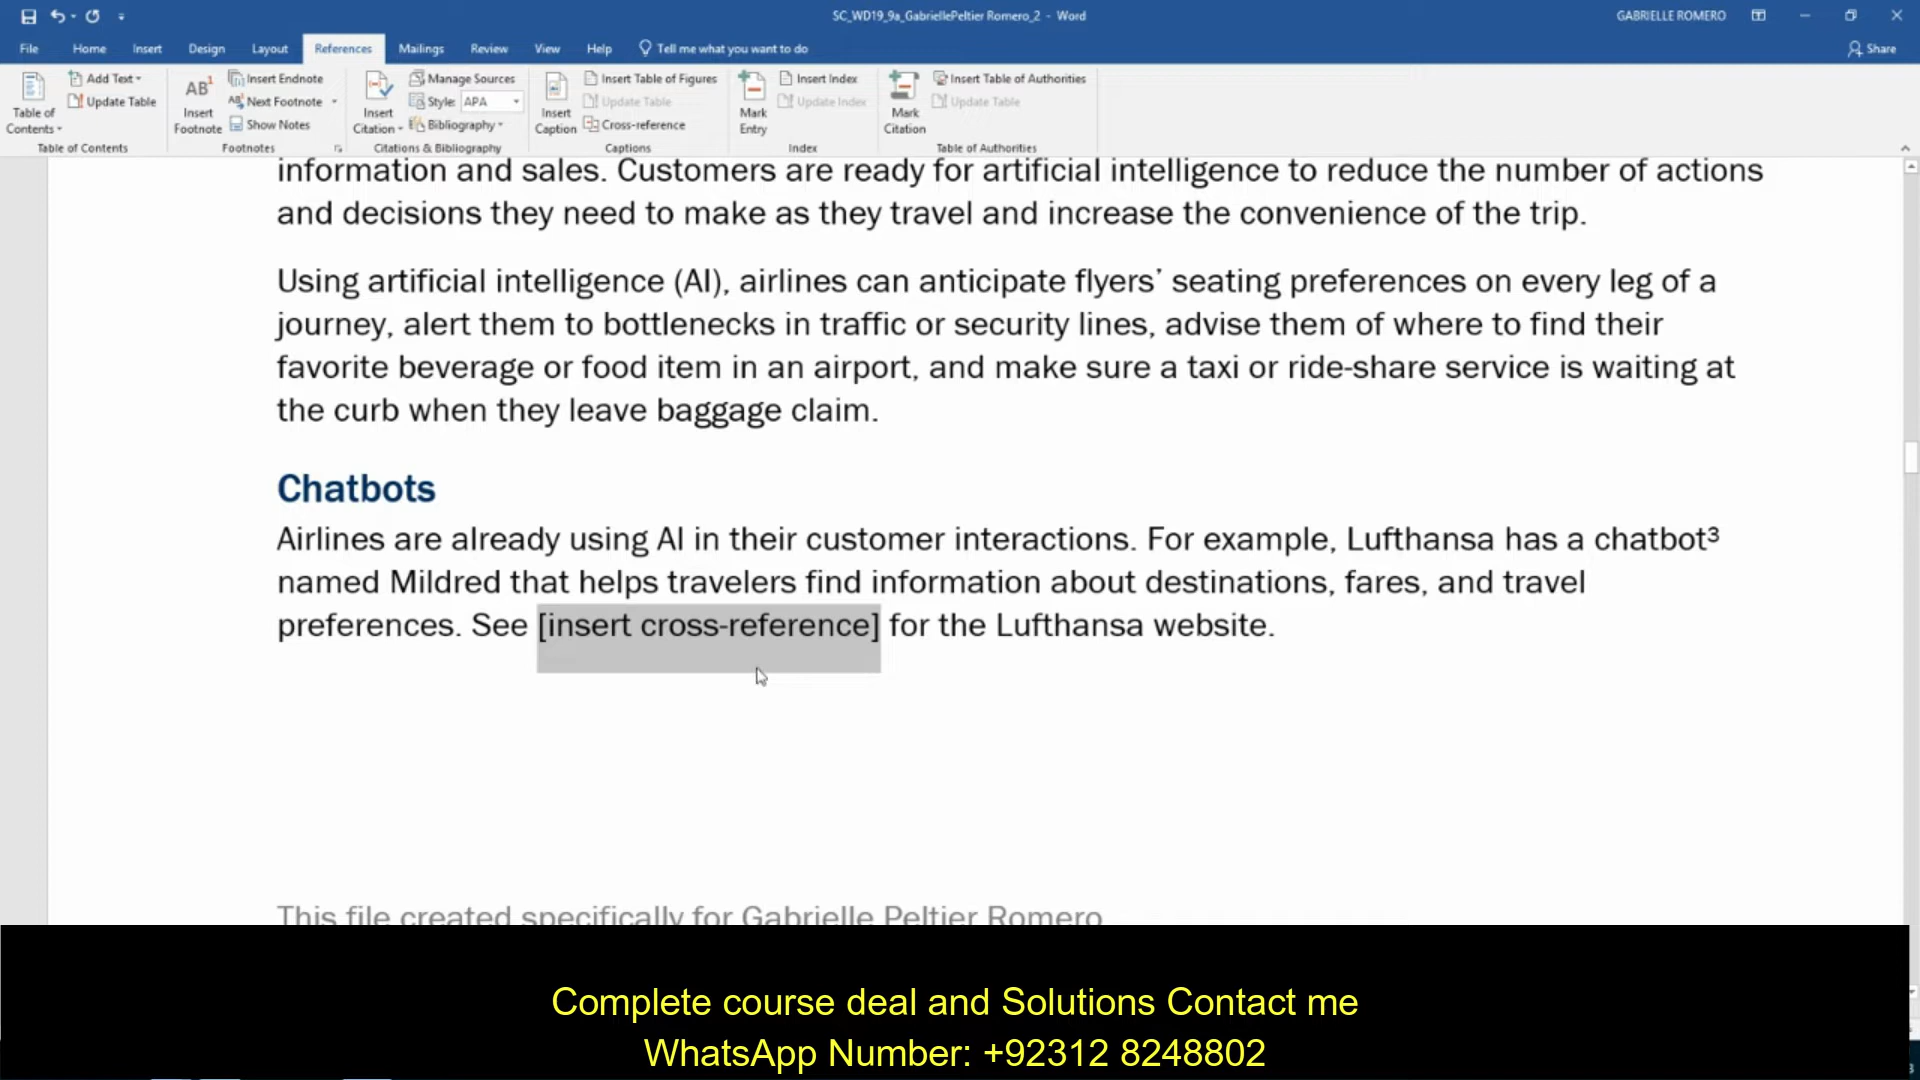 SC_WD19_9a_GabriellePeltier Romero_2 - Word
GABRIELLE ROMERO
File Home Insert Design Layout References Mailings Review View Help Tell me what you want to do
Share
Table of Contents
Add Text
Update Table
Table of Contents
AB1
Insert Footnote
Insert Endnote
Next Footnote
Show Notes
Footnotes
Insert Citation
Manage Sources
Style: APA
Bibliography
Citations & Bibliography
Insert Caption
Insert Table of Figures
Update Table
Cross-reference
Captions
Mark Entry
Insert Index
Update Index
Index
Mark Citation
Insert Table of Authorities
Update Table
Table of Authorities
information and sales. Customers are ready for artificial intelligence to reduce the number of actions
and decisions they need to make as they travel and increase the convenience of the trip.
Using artificial intelligence (AI), airlines can anticipate flyers’ seating preferences on every leg of a
journey, alert them to bottlenecks in traffic or security lines, advise them of where to find their
favorite beverage or food item in an airport, and make sure a taxi or ride-share service is waiting at
the curb when they leave baggage claim.
Chatbots
Airlines are already using AI in their customer interactions. For example, Lufthansa has a chatbot³
named Mildred that helps travelers find information about destinations, fares, and travel
preferences. See [insert cross-reference] for the Lufthansa website.
This file created specifically for Gabrielle Peltier Romero
Complete course deal and Solutions Contact me
WhatsApp Number: +92312 8248802